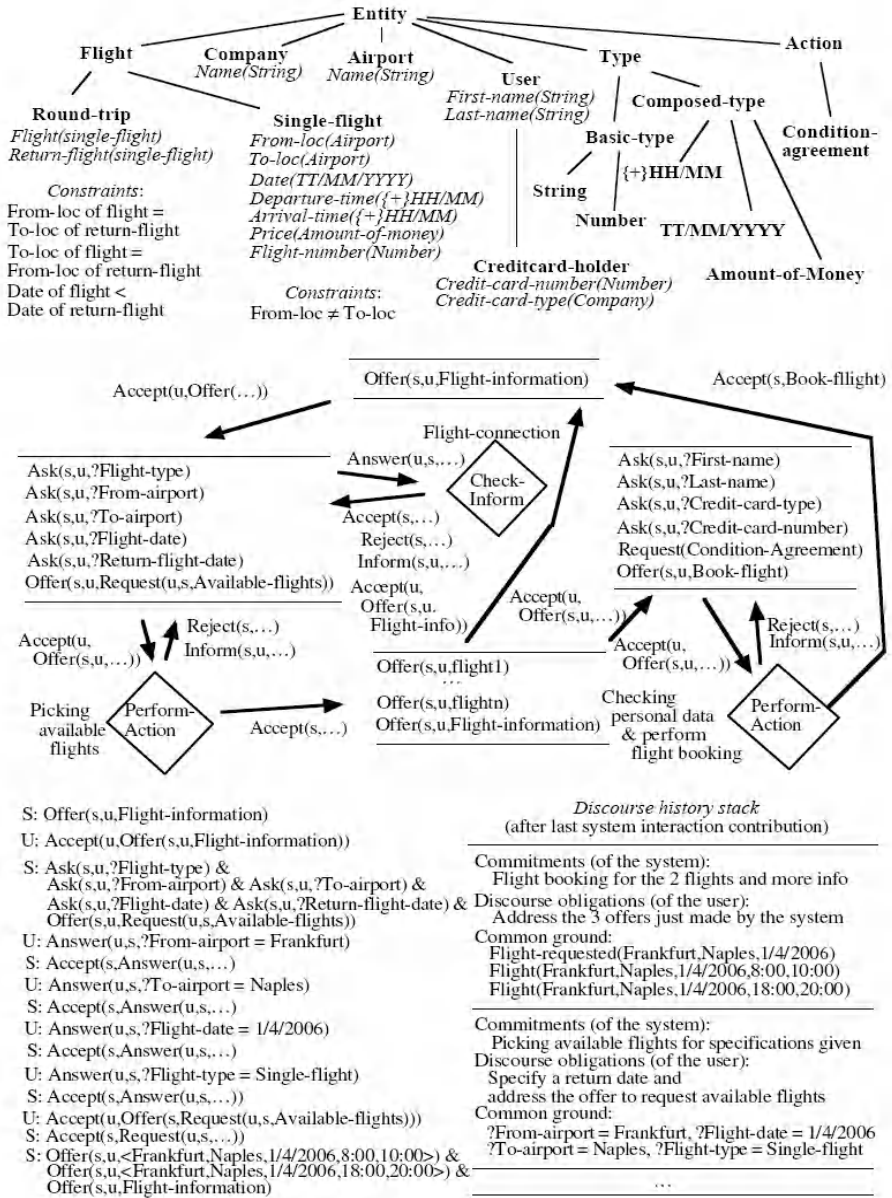 Entity
Flight
Company
Name(String)
Airport
Name(String)
User
First-name(String)
Last-name(String)
Type
Action
Round-trip
Flight(single-flight)
Return-flight(single-flight)
Constraints:
From-loc of flight =
To-loc of return-flight
To-loc of flight =
From-loc of return-flight
Date of flight <
Date of return-flight
Single-flight
From-loc(Airport)
To-loc(Airport)
Date(TT/MM/YYYY)
Departure-time({+}HH/MM)
Arrival-time({+}HH/MM)
Price(Amount-of-money)
Flight-number(Number)
Constraints:
From-loc ≠ To-loc
Basic-type
Composed-type
Condition-
agreement
String
Number
{+}HH/MM
TT/MM/YYYY
Amount-of-Money
Creditcard-holder
Credit-card-number(Number)
Credit-card-type(Company)
Offer(s,u,Flight-information)
Accept(u,Offer(…))
Accept(s,Book-fllight)
Ask(s,u,?Flight-type)
Ask(s,u,?From-airport)
Ask(s,u,?To-airport)
Ask(s,u,?Flight-date)
Ask(s,u,?Return-flight-date)
Offer(s,u,Request(u,s,Available-flights))
Flight-connection
Answer(u,s,…)
Check-
Inform
Accept(s,…)
Reject(s,…)
Inform(s,u,…)
Accept(u,
Offer(s,u.
Flight-info))
Ask(s,u,?First-name)
Ask(s,u,?Last-name)
Ask(s,u,?Credit-card-type)
Ask(s,u,?Credit-card-number)
Request(Condition-Agreement)
Offer(s,u,Book-flight)
Accept(u,
Offer(s,u,…))
Reject(s,…)
Inform(s,u,…)
Picking
available
flights
Perform-
Action
Accept(s,…)
Offer(s,u,flight1)
…
Offer(s,u,flightn)
Offer(s,u,Flight-information)
Accept(u,
Offer(s,u,…))
Accept(u,
Offer(s,u,…))
Reject(s,…)
Inform(s,u,…)
Checking
personal data
& perform
flight booking
Perform-
Action
S: Offer(s,u,Flight-information)
U: Accept(u,Offer(s,u,Flight-information))
S: Ask(s,u,?Flight-type) &
Ask(s,u,?From-airport) & Ask(s,u,?To-airport) &
Ask(s,u,?Flight-date) & Ask(s,u,?Return-flight-date) &
Offer(s,u,Request(u,s,Available-flights))
U: Answer(u,s,?From-airport = Frankfurt)
S: Accept(s,Answer(u,s,…)
U: Answer(u,s,?To-airport = Naples)
S: Accept(s,Answer(u,s,…)
U: Answer(u,s,?Flight-date = 1/4/2006)
S: Accept(s,Answer(u,s,…)
U: Answer(u,s,?Flight-type = Single-flight)
S: Accept(s,Answer(u,s,…))
U: Accept(u,Offer(s,Request(u,s,Available-flights)))
S: Accept(s,Request(u,s,…))
S: Offer(s,u,<Frankfurt,Naples,1/4/2006,8:00,10:00>) &
Offer(s,u,<Frankfurt,Naples,1/4/2006,18:00,20:00>) &
Offer(s,u,Flight-information)
Discourse history stack
(after last system interaction contribution)
Commitments (of the system):
Flight booking for the 2 flights and more info
Discourse obligations (of the user):
Address the 3 offers just made by the system
Common ground:
Flight-requested(Frankfurt,Naples,1/4/2006)
Flight(Frankfurt,Naples,1/4/2006,8:00,10:00)
Flight(Frankfurt,Naples,1/4/2006,18:00,20:00)
Commitments (of the system):
Picking available flights for specifications given
Discourse obligations (of the user):
Specify a return date and
address the offer to request available flights
Common ground:
?From-airport = Frankfurt, ?Flight-date = 1/4/2006
?To-airport = Naples, ?Flight-type = Single-flight
…